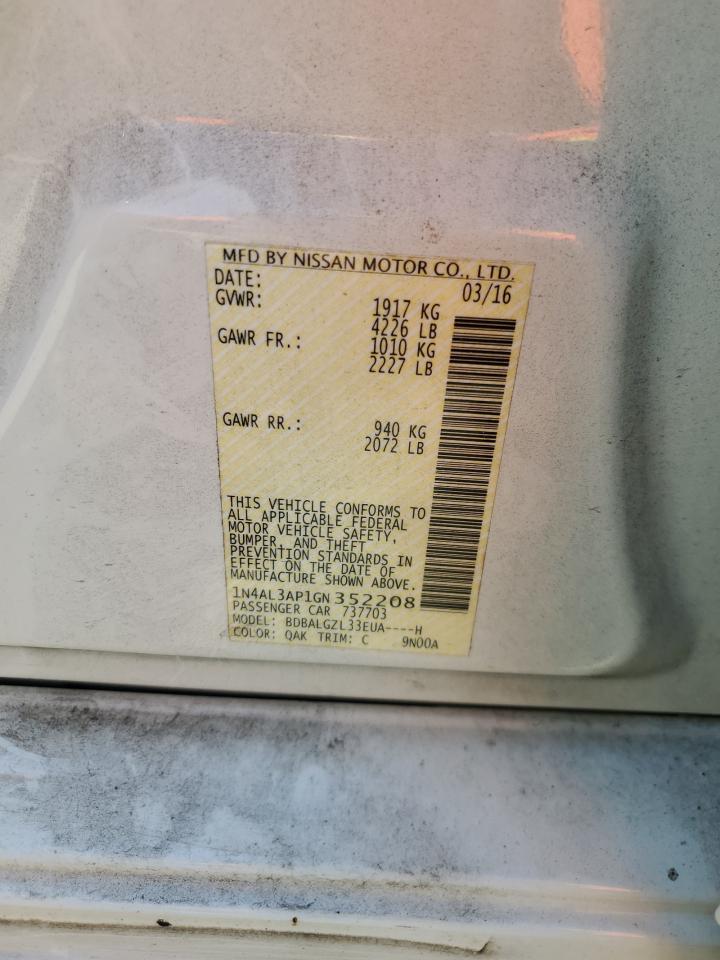 MFD BY NISSAN MOTOR CO., LTD.
DATE: 03/16
GVWR: 1917 KG
4226 LB
GAWR FR.: 1010 KG
2227 LB
GAWR RR.: 940 KG
2072 LB
THIS VEHICLE CONFORMS TO
ALL APPLICABLE FEDERAL
MOTOR VEHICLE SAFETY,
BUMPER, AND THEFT
PREVENTION STANDARDS IN
EFFECT ON THE DATE OF
MANUFACTURE SHOWN ABOVE.
1N4AL3AP1GN352208
PASSENGER CAR 737703
MODEL: BDBALGZL33EUA----H
COLOR: QAK TRIM: C 9N00A